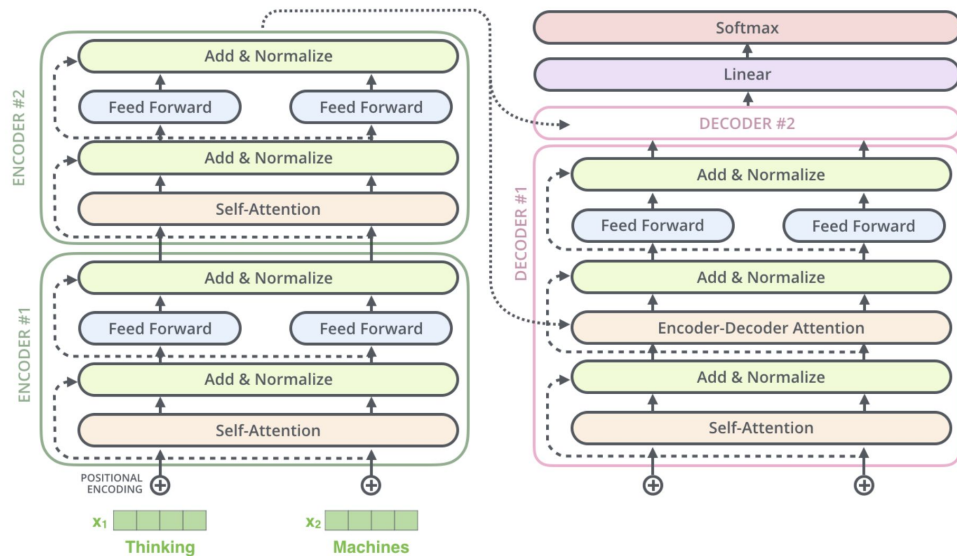 ENCODER #2
Add & Normalize
Feed Forward
Feed Forward
Add & Normalize
Self-Attention
ENCODER #1
Add & Normalize
Feed Forward
Feed Forward
Add & Normalize
Self-Attention
POSITIONAL
ENCODING
x₁
x₂
Thinking
Machines
Softmax
Linear
DECODER #2
DECODER #1
Add & Normalize
Feed Forward
Feed Forward
Add & Normalize
Encoder-Decoder Attention
Add & Normalize
Self-Attention